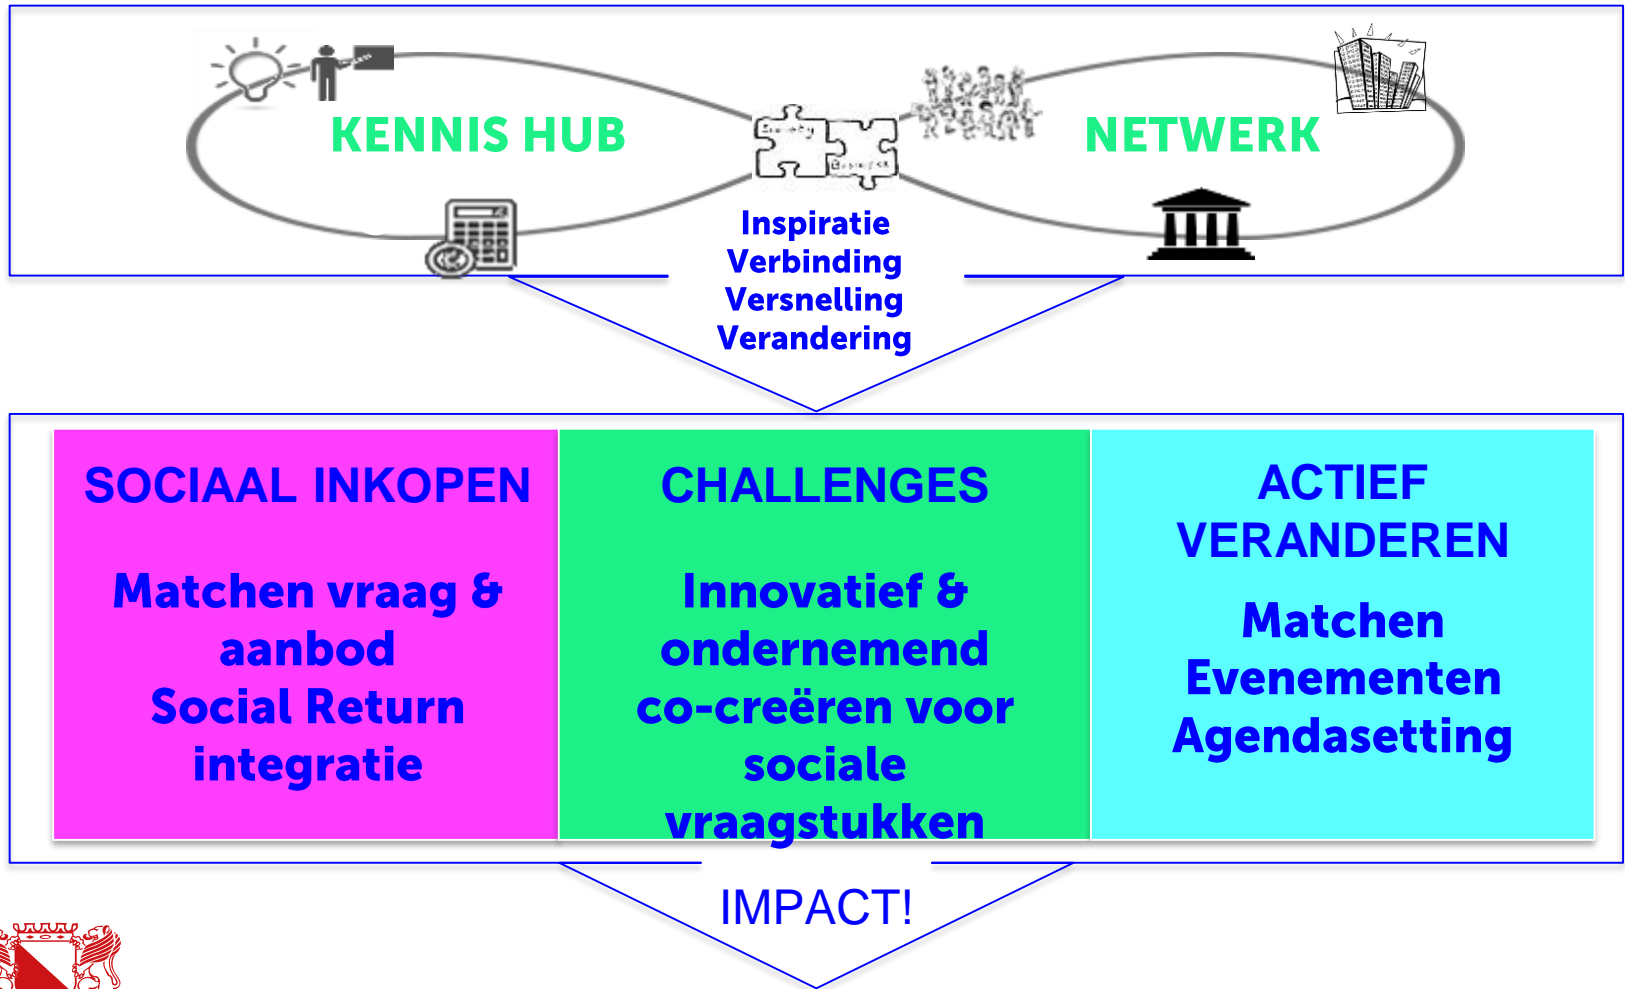 KENNIS HUB
NETWERK
Inspiratie
Verbinding
Versnelling
Verandering
SOCIAAL INKOPEN
Matchen vraag &
aanbod
Social Return
integratie
CHALLENGES
Innovatief &
ondernemend
co-creëren voor
sociale
vraagstukken
ACTIEF
VERANDEREN
Matchen
Evenementen
Agendasetting
IMPACT!